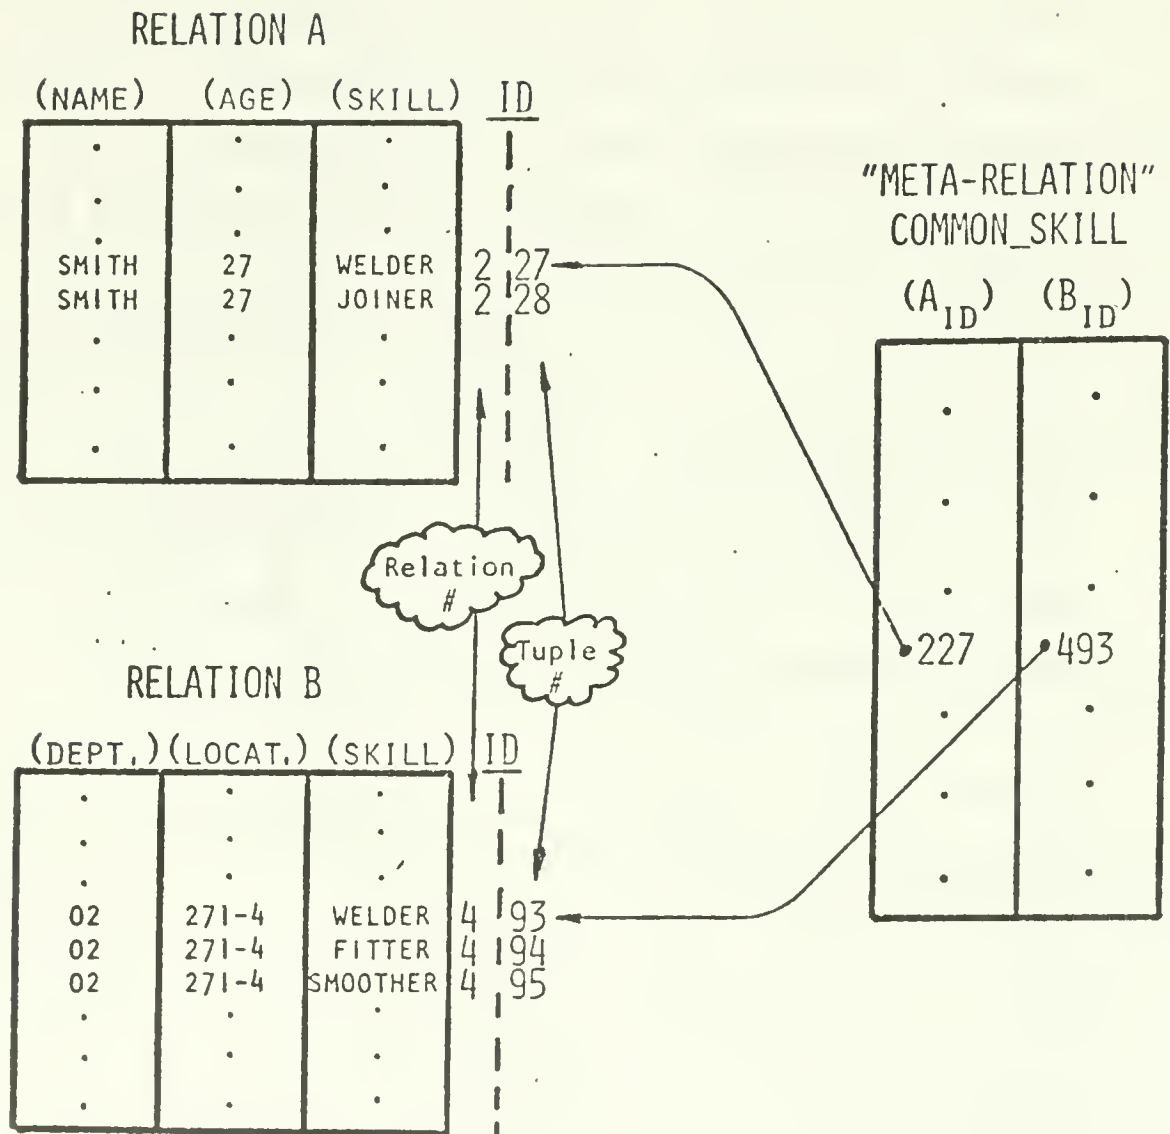 RELATION A
(NAME) (AGE) (SKILL) ID
SMITH 27 WELDER 2 27
SMITH 27 JOINER 2 28
"META-RELATION"
COMMON_SKILL
(A_ID) (B_ID)
227 493
Relation
#
Tuple
#
RELATION B
(DEPT.) (LOCAT.) (SKILL) ID
02 271-4 WELDER 4 93
02 271-4 FITTER 4 94
02 271-4 SMOOTHER 4 95